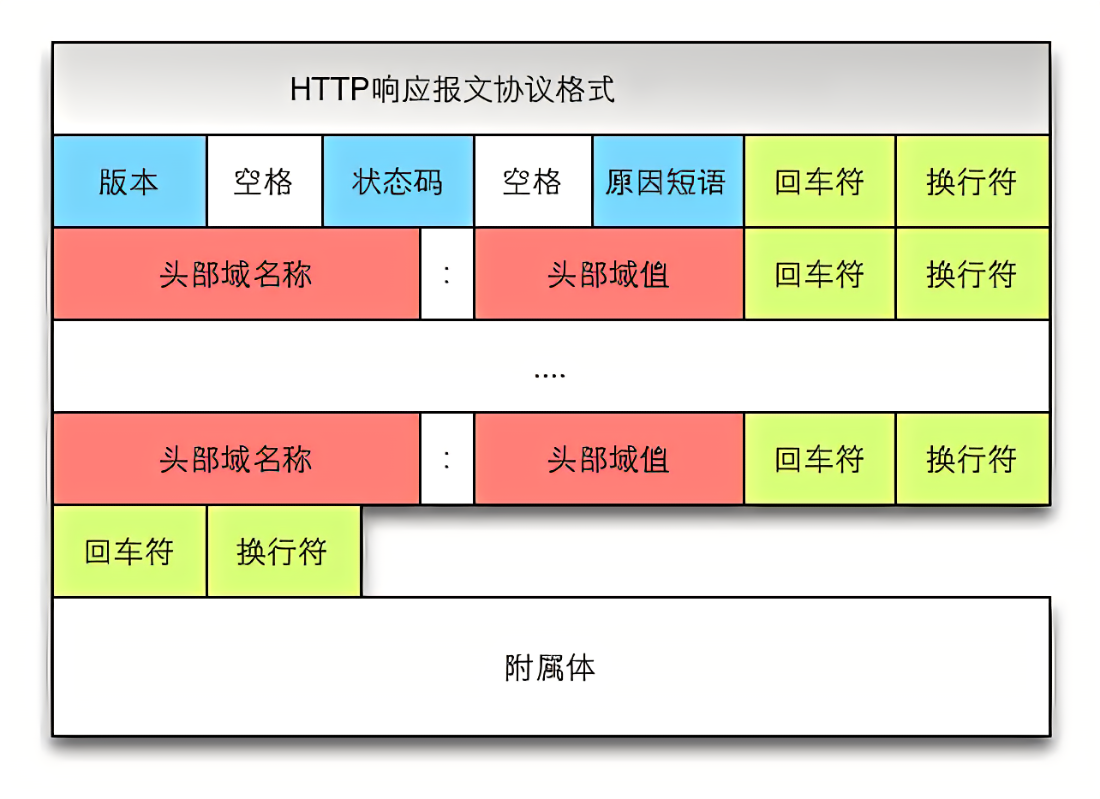 HTTP响应报文协议格式
版本 空格 状态码 空格 原因短语 回车符 换行符
头部域名称 : 头部域值 回车符 换行符
....
头部域名称 : 头部域值 回车符 换行符
回车符 换行符
附属体